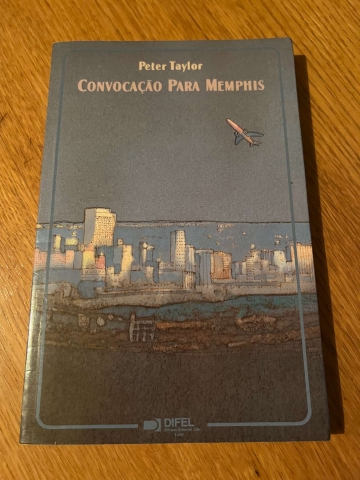 Peter Taylor
CONVOCAÇÃO PARA MEMPHIS
DIFEL